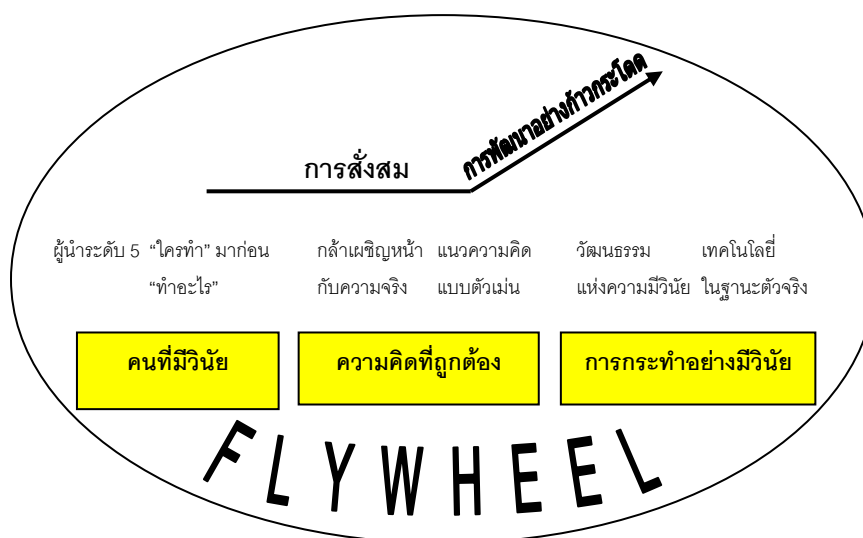 การพัฒนาอย่างก้าวกระโดด
การสั่งสม
ผู้นำระดับ 5 “ใครทำ” มาก่อน กล้าเผชิญหน้า แนวความคิด วัฒนธรรม เทคโนโลยี่
“ทำอะไร” กับความจริง แบบตัวเม่น แห่งความมีวินัย ในฐานะตัวจริง
คนที่มีวินัย ความคิดที่ถูกต้อง การกระทำอย่างมีวินัย
FLYWHEEL